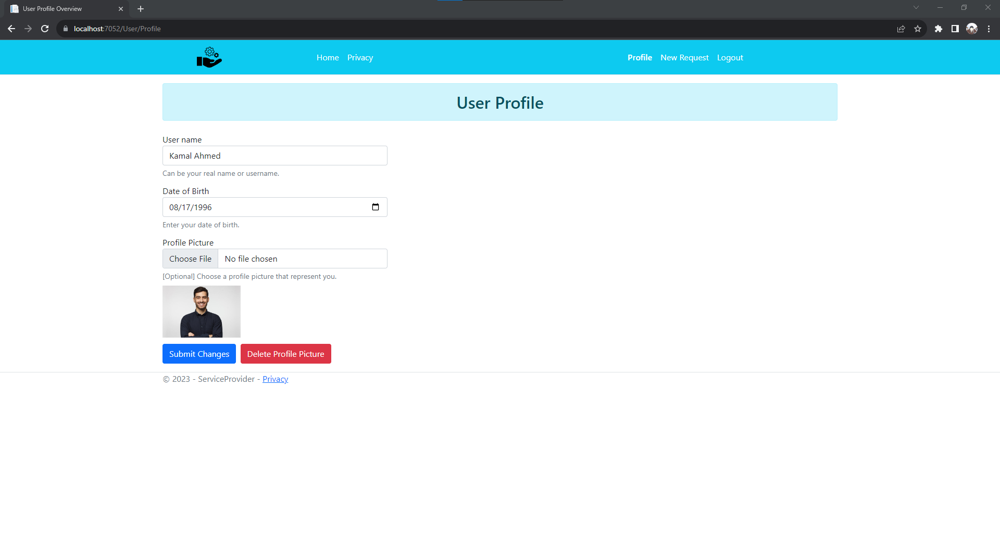 User Profile Overview
localhost:7052/User/Profile
Home Privacy Profile New Request Logout
User Profile
User name
Kamal Ahmed
Can be your real name or username.
Date of Birth
08/17/1996
Enter your date of birth.
Profile Picture
Choose File No file chosen
[Optional] Choose a profile picture that represent you.
Submit Changes Delete Profile Picture
© 2023 - ServiceProvider - Privacy